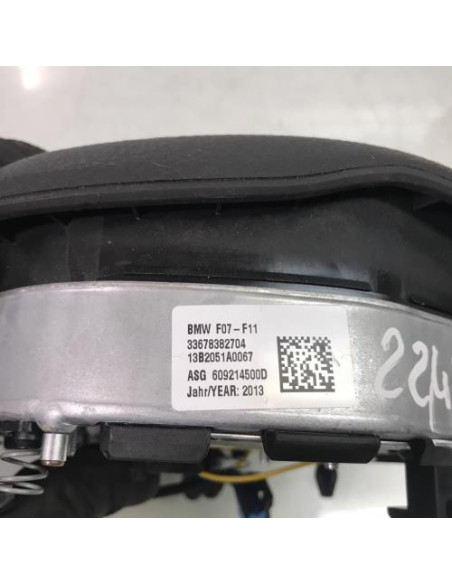 BMW F07-F11
33678382704
13B2051A0067
ASG 609214500D
Jahr/YEAR: 2013